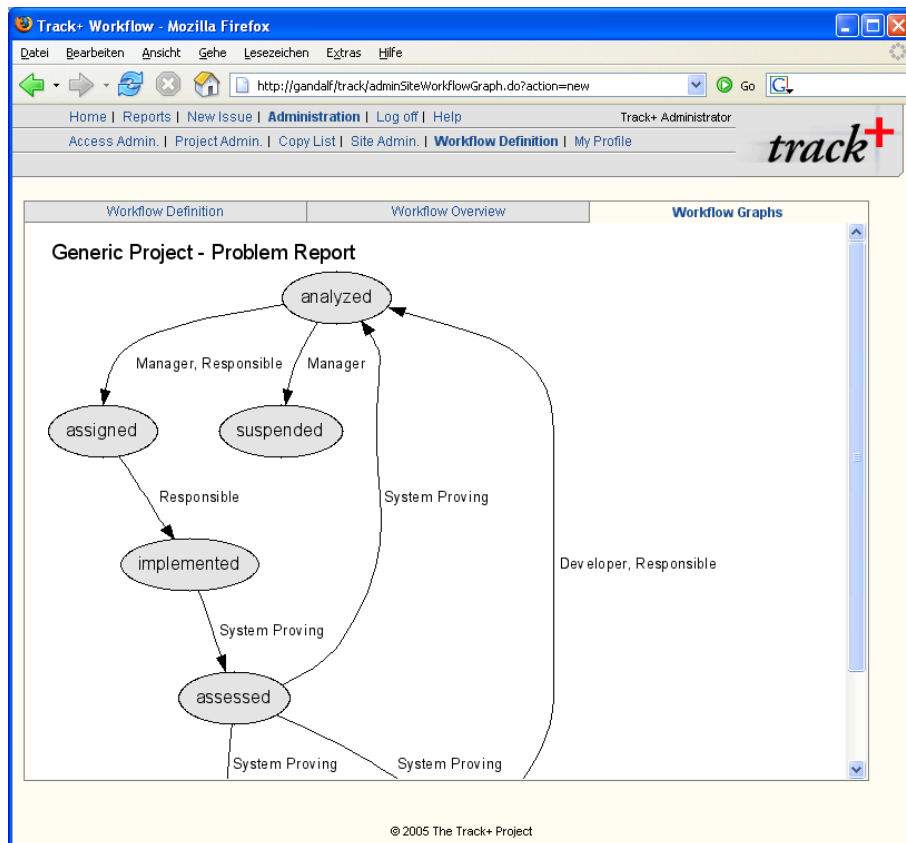 Track+ Workflow - Mozilla Firefox
Datei Bearbeiten Ansicht Gehe Lesezeichen Extras Hilfe
http://gandalf/track/adminSiteWorkflowGraph.do?action=new Go G
Home | Reports | New Issue | Administration | Log off | Help Track+ Administrator
Access Admin. | Project Admin. | Copy List | Site Admin. | Workflow Definition | My Profile
track+
Workflow Definition Workflow Overview Workflow Graphs
Generic Project - Problem Report
analyzed
Manager, Responsible Manager
assigned suspended
Responsible System Proving
implemented Developer, Responsible
System Proving
assessed
System Proving System Proving
© 2005 The Track+ Project